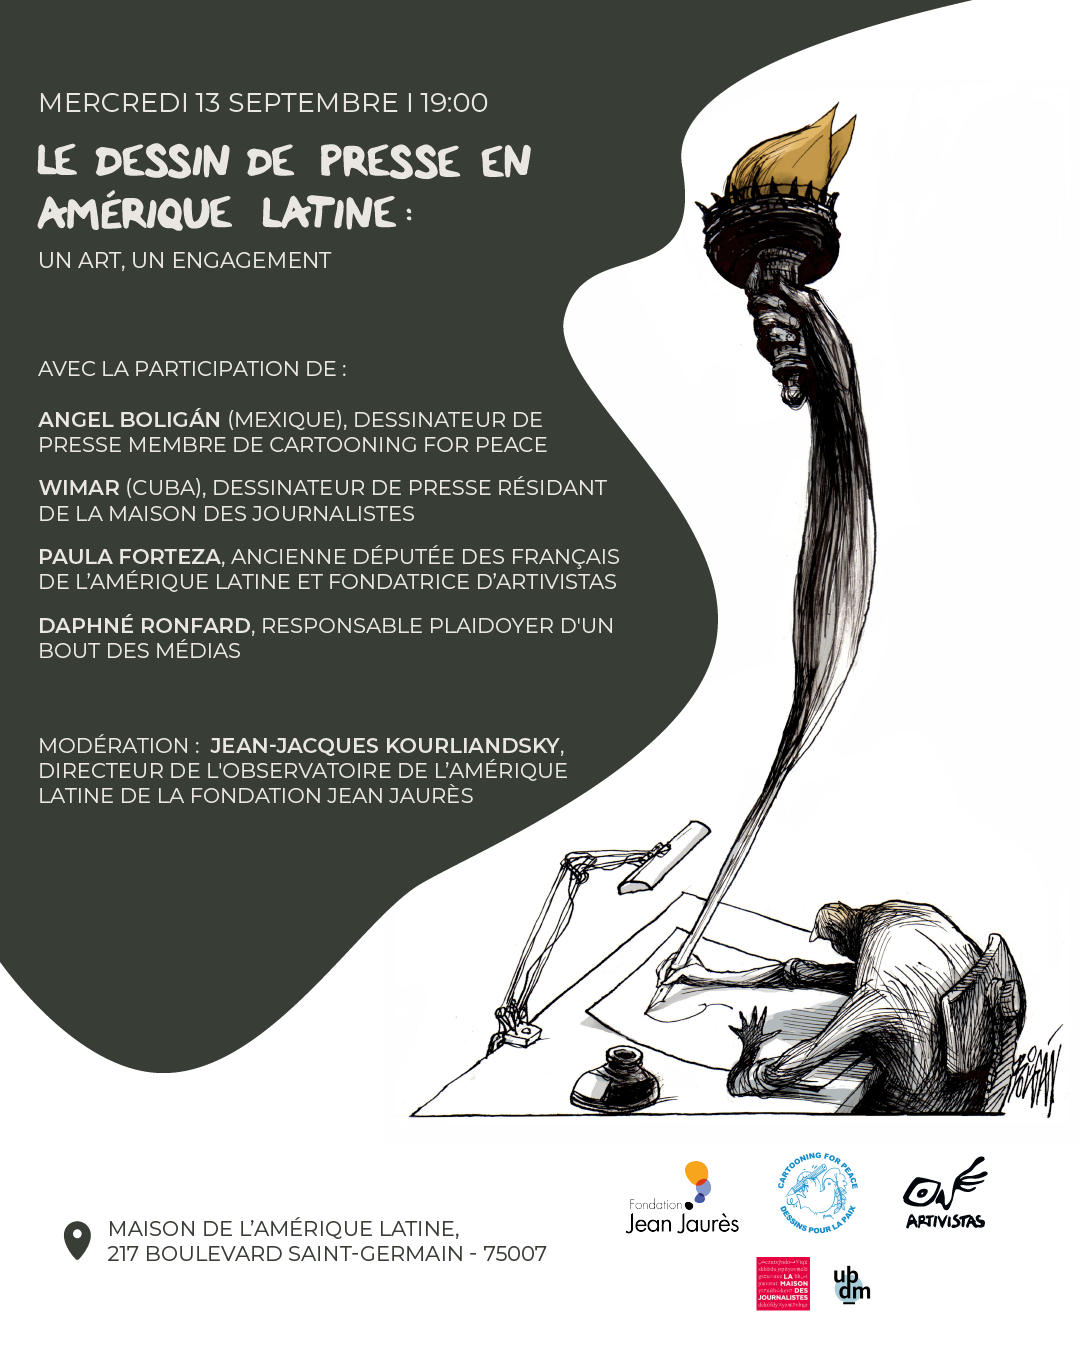 MERCREDI 13 SEPTEMBRE I 19:00
LE DESSIN DE PRESSE EN
AMÉRIQUE LATINE :
UN ART, UN ENGAGEMENT
AVEC LA PARTICIPATION DE :
ANGEL BOLIGÁN (MEXIQUE), DESSINATEUR DE
PRESSE MEMBRE DE CARTOONING FOR PEACE
WIMAR (CUBA), DESSINATEUR DE PRESSE RÉSIDANT
DE LA MAISON DES JOURNALISTES
PAULA FORTEZA, ANCIENNE DÉPUTÉE DES FRANÇAIS
DE L’AMÉRIQUE LATINE ET FONDATRICE D’ARTIVISTAS
DAPHNÉ RONFARD, RESPONSABLE PLAIDOYER D'UN
BOUT DES MÉDIAS
MODÉRATION : JEAN-JACQUES KOURLIANDSKY,
DIRECTEUR DE L'OBSERVATOIRE DE L’AMÉRIQUE
LATINE DE LA FONDATION JEAN JAURÈS
BOLIGÁN
Fondation
Jean Jaurès
CARTOONING FOR PEACE
DESSINS POUR LA PAIX
ARTIVISTAS
MAISON DE L’AMÉRIQUE LATINE,
217 BOULEVARD SAINT-GERMAIN - 75007
LA
MAISON
DES
JOURNALISTES
ub
dm